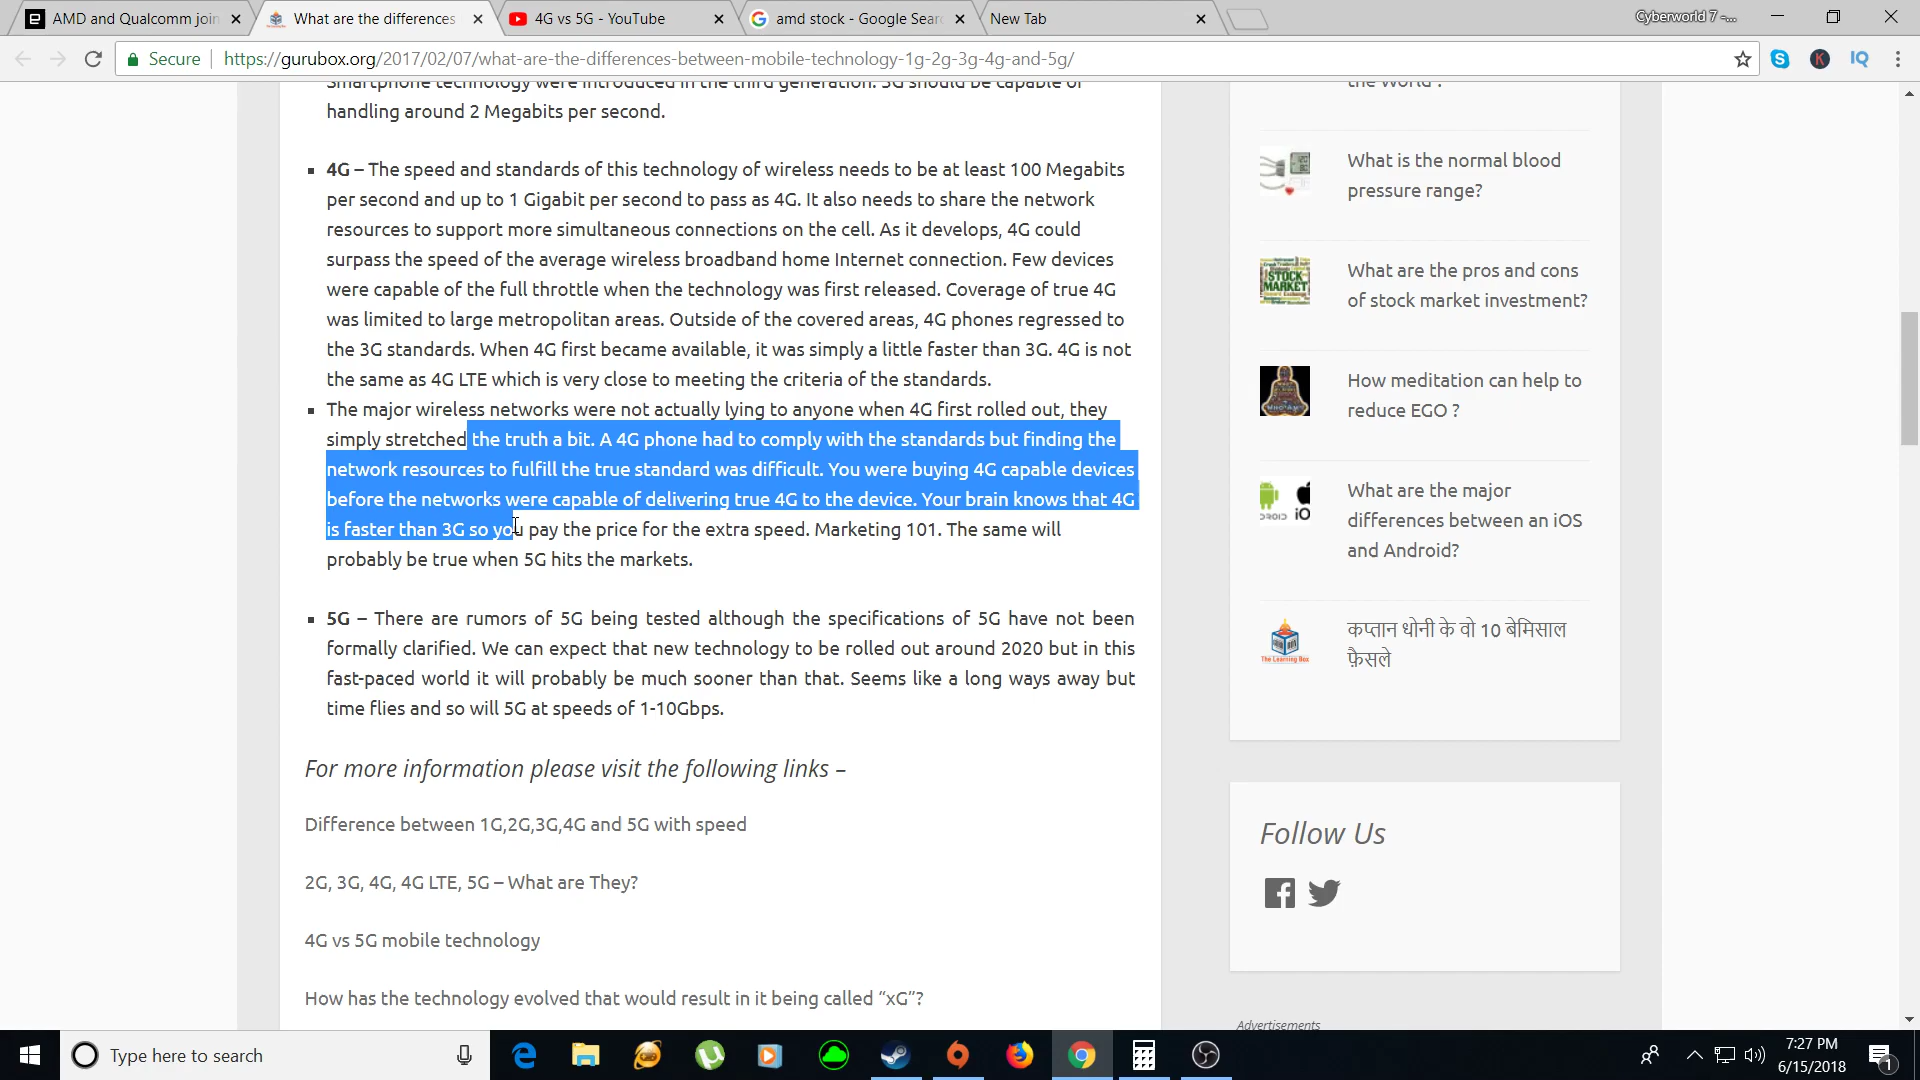 AMD and Qualcomm join
What are the differences
4G vs 5G - YouTube
amd stock - Google Sear
New Tab
Cyberworld 7 -...
Secure
https://gurubox.org/2017/02/07/what-are-the-differences-between-mobile-technology-1g-2g-3g-4g-and-5g/
Smartphone technology were introduced in the third generation. 3G should be capable of
handling around 2 Megabits per second.
4G – The speed and standards of this technology of wireless needs to be at least 100 Megabits
per second and up to 1 Gigabit per second to pass as 4G. It also needs to share the network
resources to support more simultaneous connections on the cell. As it develops, 4G could
surpass the speed of the average wireless broadband home Internet connection. Few devices
were capable of the full throttle when the technology was first released. Coverage of true 4G
was limited to large metropolitan areas. Outside of the covered areas, 4G phones regressed to
the 3G standards. When 4G first became available, it was simply a little faster than 3G. 4G is not
the same as 4G LTE which is very close to meeting the criteria of the standards.
The major wireless networks were not actually lying to anyone when 4G first rolled out, they
simply stretched the truth a bit. A 4G phone had to comply with the standards but finding the
network resources to fulfill the true standard was difficult. You were buying 4G capable devices
before the networks were capable of delivering true 4G to the device. Your brain knows that 4G
is faster than 3G so you pay the price for the extra speed. Marketing 101. The same will
probably be true when 5G hits the markets.
5G – There are rumors of 5G being tested although the specifications of 5G have not been
formally clarified. We can expect that new technology to be rolled out around 2020 but in this
fast-paced world it will probably be much sooner than that. Seems like a long ways away but
time flies and so will 5G at speeds of 1-10Gbps.
For more information please visit the following links –
Difference between 1G,2G,3G,4G and 5G with speed
2G, 3G, 4G, 4G LTE, 5G – What are They?
4G vs 5G mobile technology
How has the technology evolved that would result in it being called “xG”?
the World ?
What is the normal blood
pressure range?
STOCK
MARKET
What are the pros and cons
of stock market investment?
How meditation can help to
reduce EGO ?
What are the major
differences between an iOS
and Android?
The Learning Box
कप्तान धोनी के वो 10 बेमिसाल
फ़ैसले
Follow Us
Advertisements
Type here to search
7:27 PM
6/15/2018
1